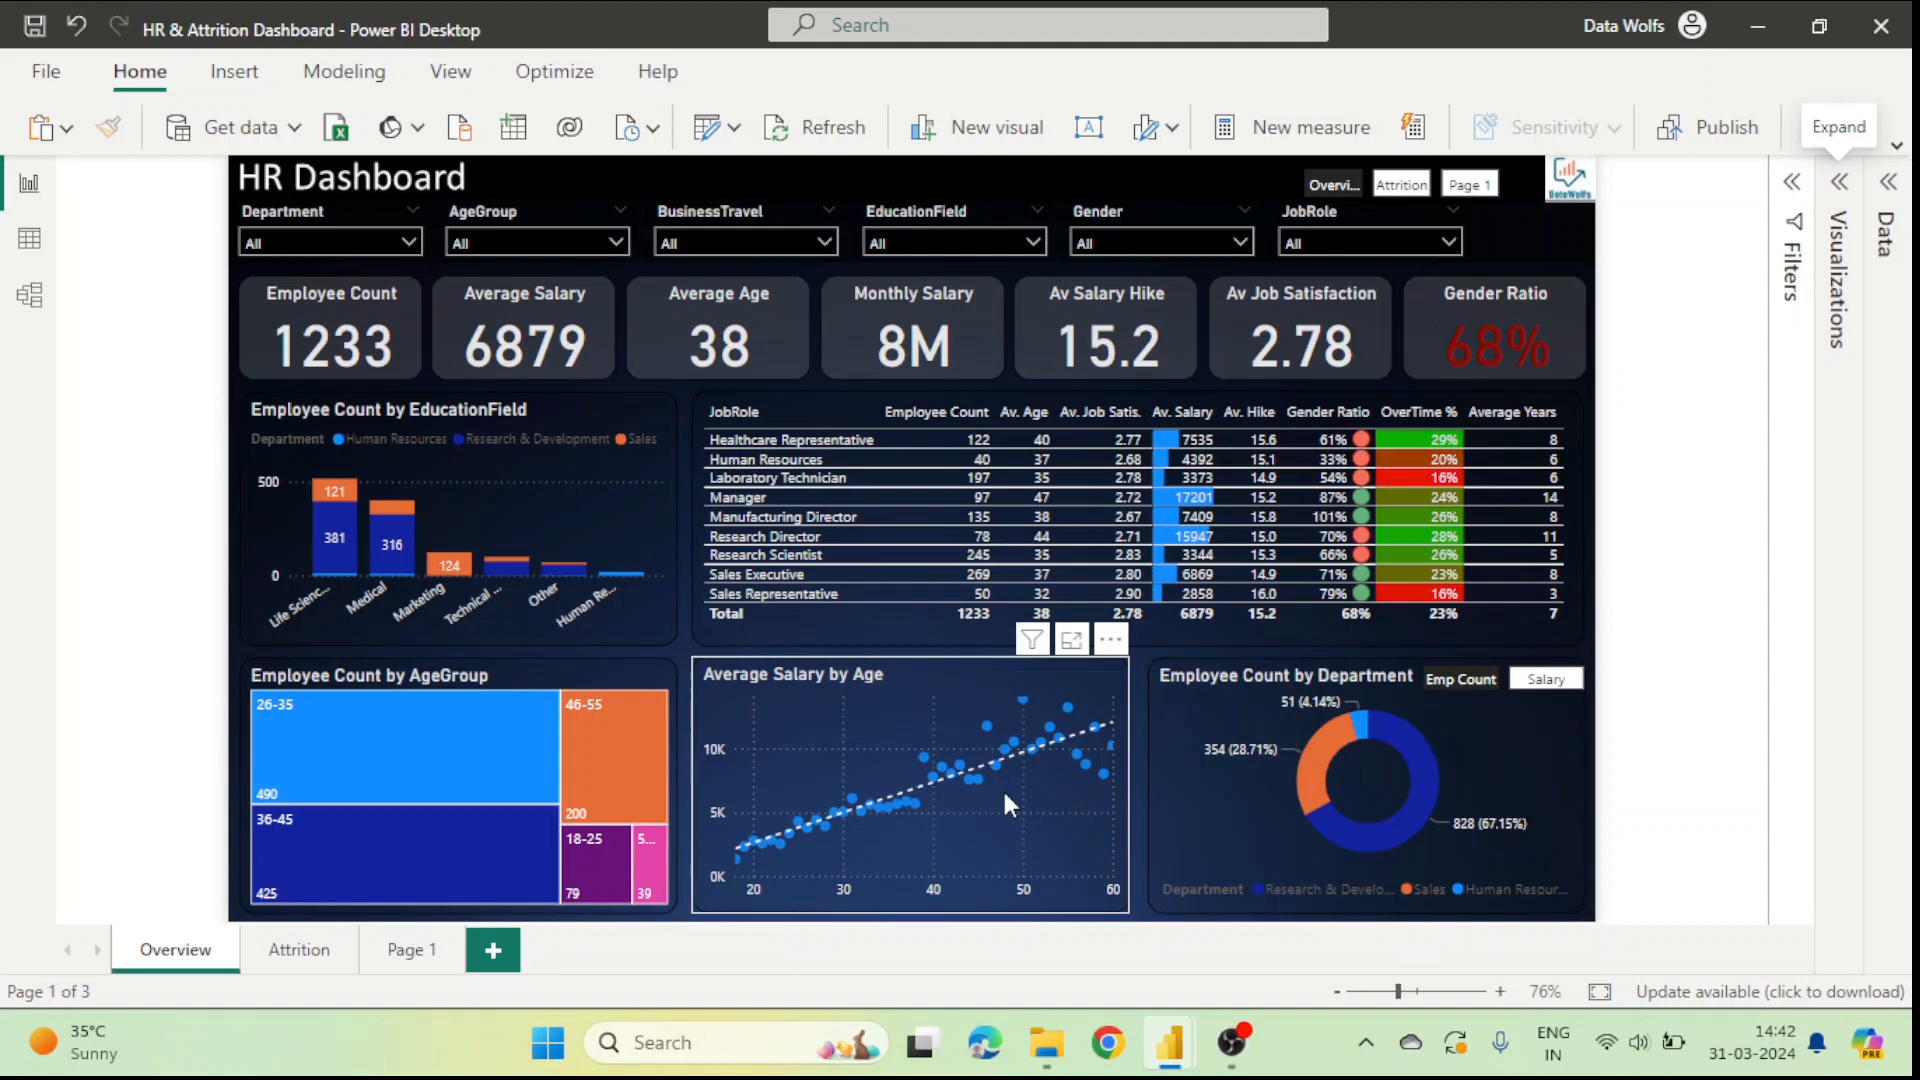 HR & Attrition Dashboard - Power BI Desktop
Search
Data Wolfs
File Home Insert Modeling View Optimize Help
Get data Refresh New visual New measure Sensitivity Publish Expand
HR Dashboard
Overvi... Attrition Page 1
DataWolfs
Department AgeGroup BusinessTravel EducationField Gender JobRole
All All All All All All
Employee Count Average Salary Average Age Monthly Salary Av Salary Hike Av Job Satisfaction Gender Ratio
1233 6879 38 8M 15.2 2.78 68%
Employee Count by EducationField
Department Human Resources Research & Development Sales
500
0
121
381
316
124
Life Scienc... Medical Marketing Technical ... Other Human Re...
JobRole Employee Count Av. Age Av. Job Satis. Av. Salary Av. Hike Gender Ratio OverTime % Average Years
Healthcare Representative 122 40 2.77 7535 15.6 61% 29% 8
Human Resources 40 37 2.68 4392 15.1 33% 20% 6
Laboratory Technician 197 35 2.78 3373 14.9 54% 16% 6
Manager 97 47 2.72 17201 15.2 87% 24% 14
Manufacturing Director 135 38 2.67 7409 15.8 101% 26% 8
Research Director 78 44 2.71 15947 15.0 70% 28% 11
Research Scientist 245 35 2.83 3344 15.3 66% 26% 5
Sales Executive 269 37 2.80 6869 14.9 71% 23% 8
Sales Representative 50 32 2.90 2858 16.0 79% 16% 3
Total 1233 38 2.78 6879 15.2 68% 23% 7
Employee Count by AgeGroup
26-35
490
36-45
425
46-55
200
18-25
79
5...
39
Average Salary by Age
10K
5K
0K
20 30 40 50 60
Employee Count by Department Emp Count Salary
51 (4.14%)
354 (28.71%)
828 (67.15%)
Department Research & Develo... Sales Human Resour...
Filters
Visualizations
Data
Overview Attrition Page 1
Page 1 of 3
76%
Update available (click to download)
35°C
Sunny
Search
PRE
ENG
IN
14:42
31-03-2024